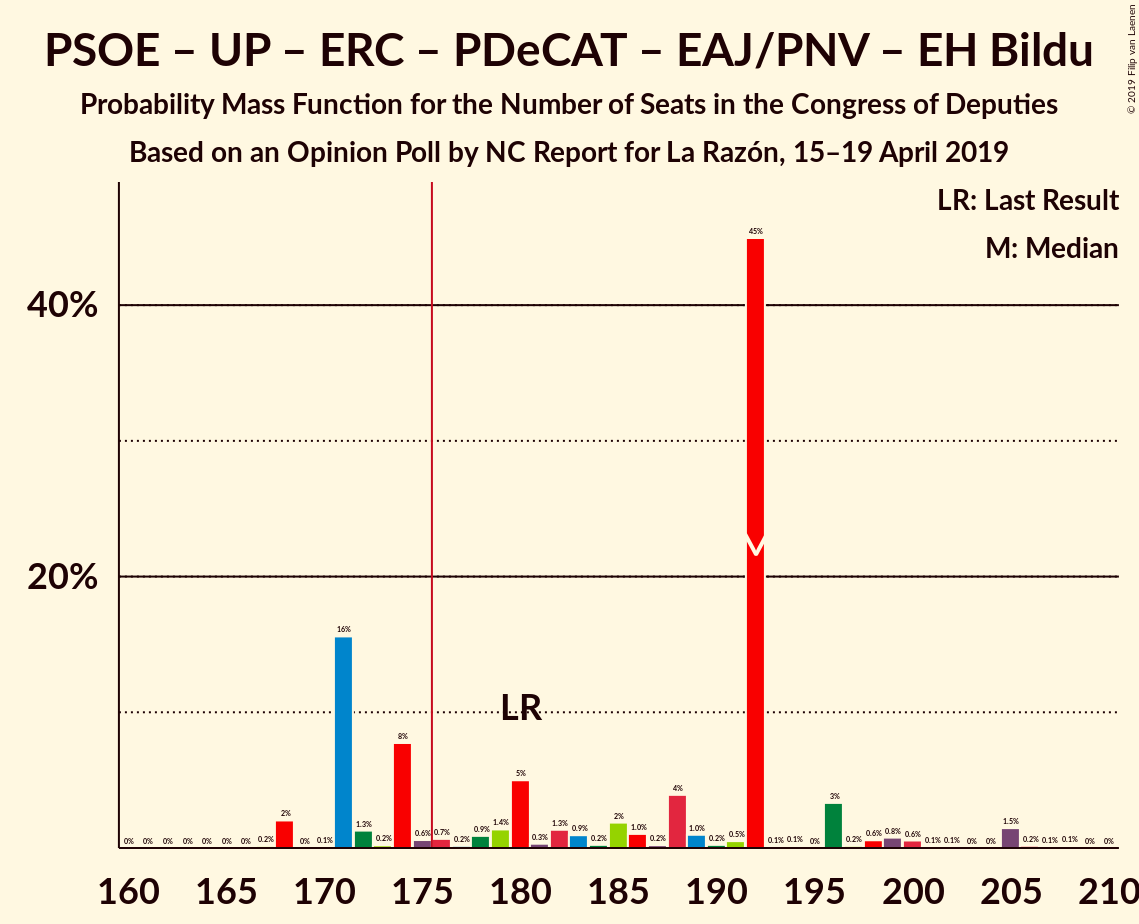 PSOE – UP – ERC – PDeCAT – EAJ/PNV – EH Bildu
Probability Mass Function for the Number of Seats in the Congress of Deputies
Based on an Opinion Poll by NC Report for La Razón, 15–19 April 2019
© 2019 Filip van Laenen
LR: Last Result
M: Median
40%
20%
LR
0% 0% 0% 0% 0% 0% 0% 0.2% 2% 0% 0.1% 16% 1.3% 0.2% 8% 0.6% 0.7% 0.2% 0.9% 1.4% 5% 0.3% 1.3% 0.9% 0.2% 2% 1.0% 0.2% 4% 1.0% 0.2% 0.5% 45% 0.1% 0.1% 0% 3% 0.2% 0.6% 0.8% 0.6% 0.1% 0.1% 0% 0% 1.5% 0.2% 0.1% 0.1% 0% 0%
160 165 170 175 180 185 190 195 200 205 210